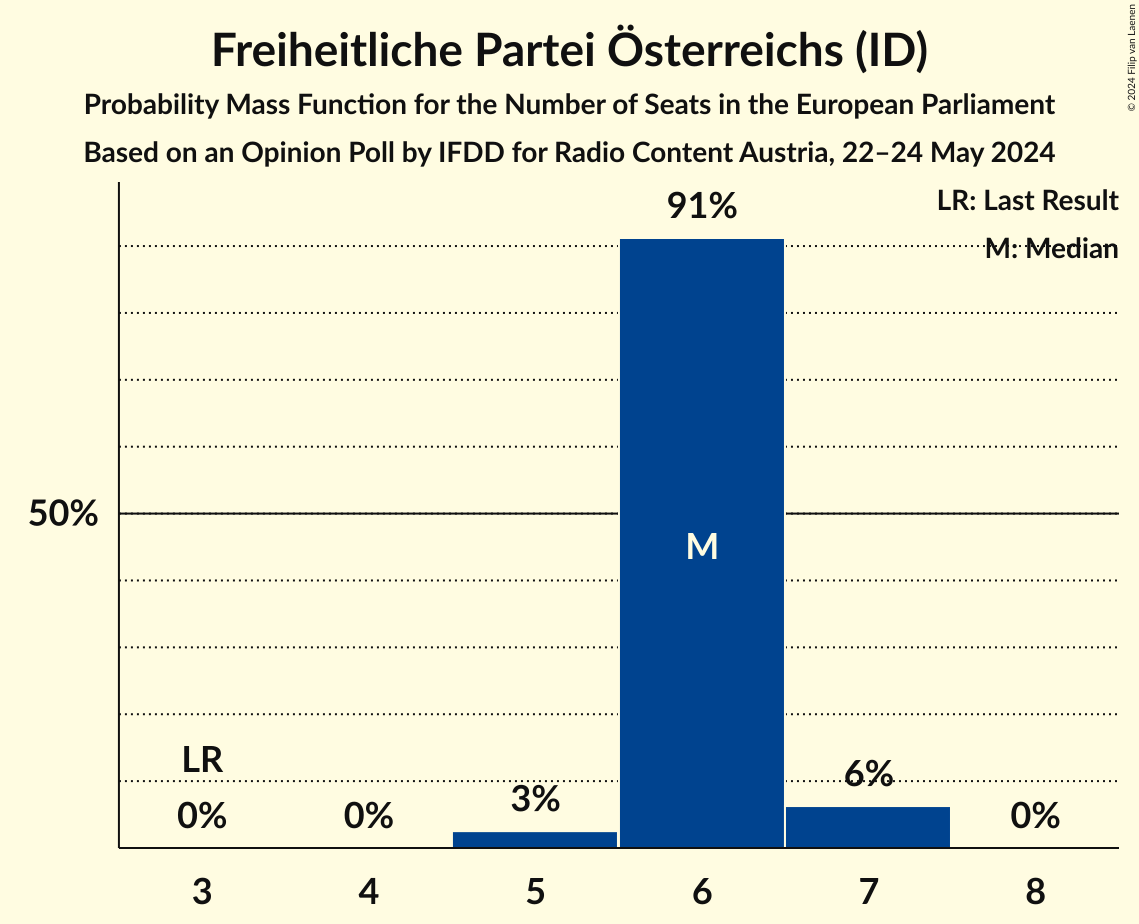 Freiheitliche Partei Österreichs (ID)
Probability Mass Function for the Number of Seats in the European Parliament
Based on an Opinion Poll by IFDD for Radio Content Austria, 22–24 May 2024
© 2024 Filip van Laenen
LR: Last Result
M: Median
91%
50%
M
LR
0%
0%
3%
6%
0%
3
4
5
6
7
8